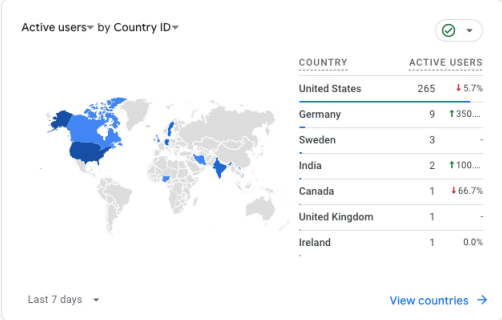 Active users by Country ID
COUNTRY ACTIVE USERS
United States 265 ↓ 5.7%
Germany 9 ↑ 350....
Sweden 3 -
India 2 ↑ 100....
Canada 1 ↓ 66.7%
United Kingdom 1 -
Ireland 1 0.0%
Last 7 days
View countries →